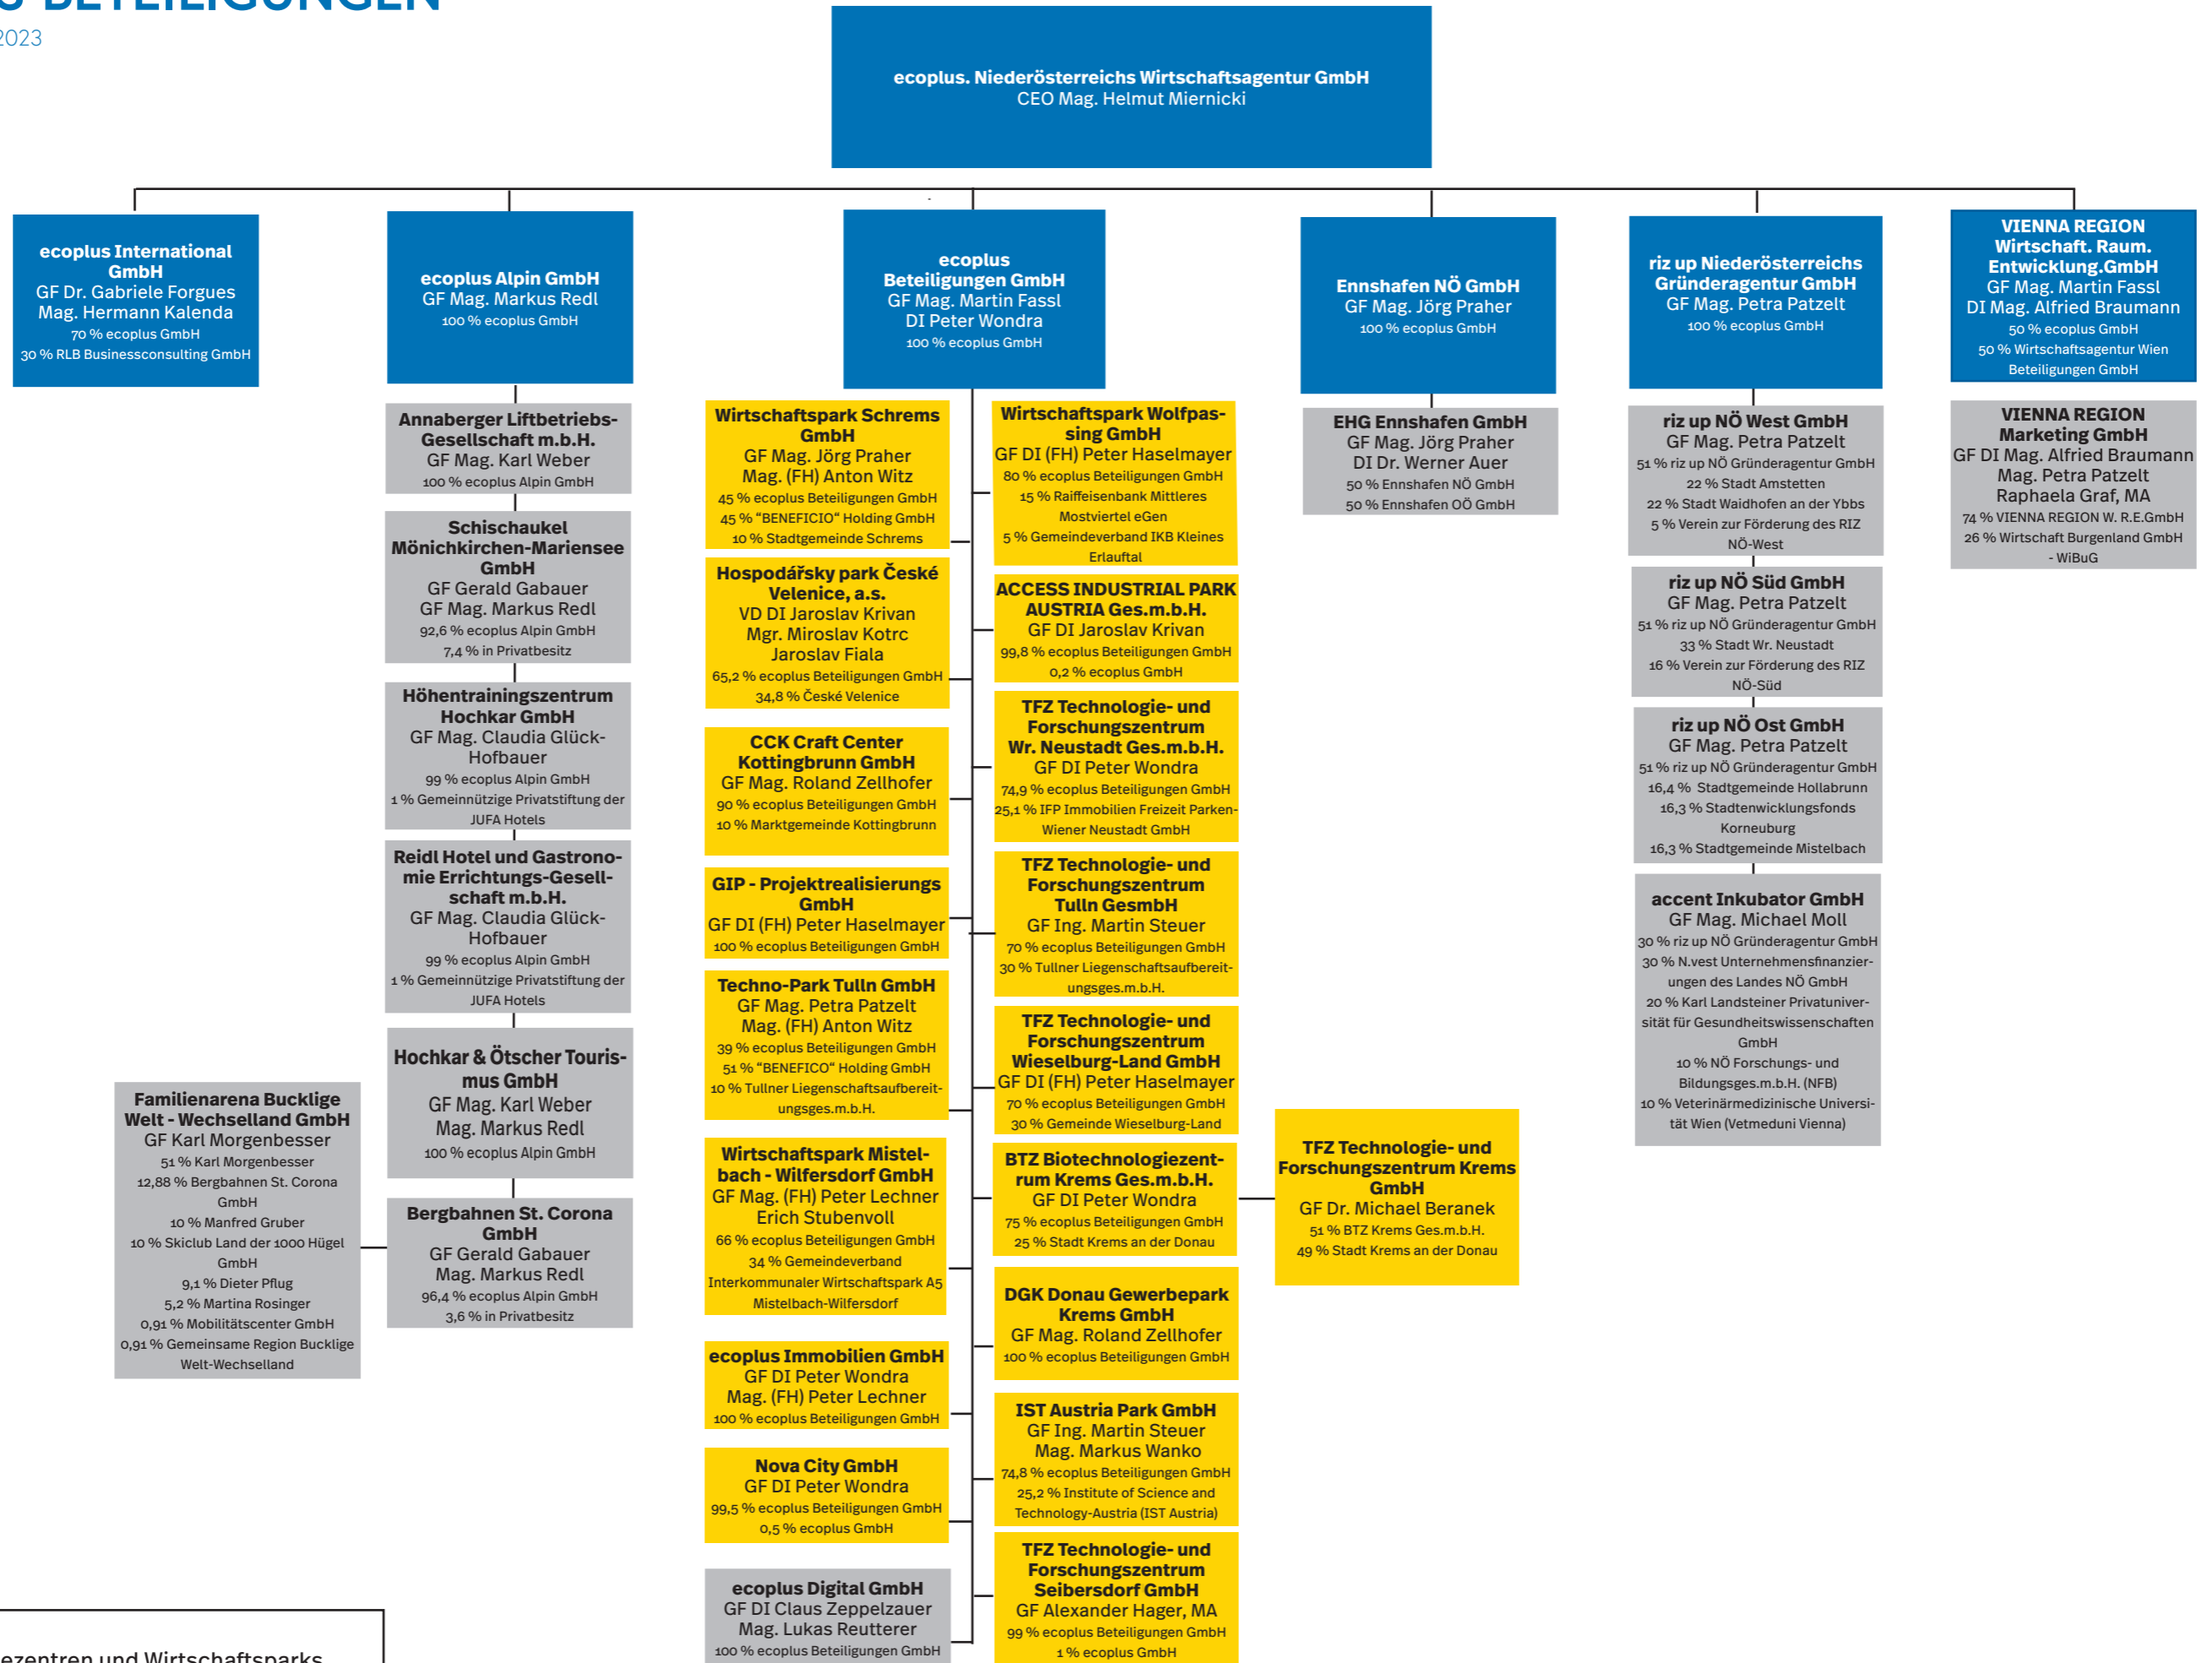 BETEILIGUNGEN
2023
ecoplus. Niederösterreichs Wirtschaftsagentur GmbH
CEO Mag. Helmut Miernicki
ecoplus International
GmbH
GF Dr. Gabriele Forgues
Mag. Hermann Kalenda
70 % ecoplus GmbH
30 % RLB Businessconsulting GmbH
ecoplus Alpin GmbH
GF Mag. Markus Redl
100 % ecoplus GmbH
ecoplus
Beteiligungen GmbH
GF Mag. Martin Fassl
DI Peter Wondra
100 % ecoplus GmbH
Ennshafen NÖ GmbH
GF Mag. Jörg Praher
100 % ecoplus GmbH
riz up Niederösterreichs
Gründeragentur GmbH
GF Mag. Petra Patzelt
100 % ecoplus GmbH
VIENNA REGION
Wirtschaft. Raum.
Entwicklung.GmbH
GF Mag. Martin Fassl
DI Mag. Alfried Braumann
50 % ecoplus GmbH
50 % Wirtschaftsagentur Wien
Beteiligungen GmbH
Annaberger Liftbetriebs-
Gesellschaft m.b.H.
GF Mag. Karl Weber
100 % ecoplus Alpin GmbH
Schischaukel
Mönichkirchen-Mariensee
GmbH
GF Gerald Gabauer
GF Mag. Markus Redl
92,6 % ecoplus Alpin GmbH
7,4 % in Privatbesitz
Höhentrainingszentrum
Hochkar GmbH
GF Mag. Claudia Glück-
Hofbauer
99 % ecoplus Alpin GmbH
1 % Gemeinnützige Privatstiftung der
JUFA Hotels
Reidl Hotel und Gastrono-
mie Errichtungs-Gesell-
schaft m.b.H.
GF Mag. Claudia Glück-
Hofbauer
99 % ecoplus Alpin GmbH
1 % Gemeinnützige Privatstiftung der
JUFA Hotels
Hochkar & Ötscher Touris-
mus GmbH
GF Mag. Karl Weber
Mag. Markus Redl
100 % ecoplus Alpin GmbH
Bergbahnen St. Corona
GmbH
GF Gerald Gabauer
Mag. Markus Redl
96,4 % ecoplus Alpin GmbH
3,6 % in Privatbesitz
Familienarena Bucklige
Welt - Wechselland GmbH
GF Karl Morgenbesser
51 % Karl Morgenbesser
12,88 % Bergbahnen St. Corona
GmbH
10 % Manfred Gruber
10 % Skiclub Land der 1000 Hügel
GmbH
9,1 % Dieter Pflug
5,2 % Martina Rosinger
0,91 % Mobilitätscenter GmbH
0,91 % Gemeinsame Region Bucklige
Welt-Wechselland
Wirtschaftspark Schrems
GmbH
GF Mag. Jörg Praher
Mag. (FH) Anton Witz
45 % ecoplus Beteiligungen GmbH
45 % "BENEFICIO" Holding GmbH
10 % Stadtgemeinde Schrems
Hospodářsky park České
Velenice, a.s.
VD DI Jaroslav Krivan
Mgr. Miroslav Kotrc
Jaroslav Fiala
65,2 % ecoplus Beteiligungen GmbH
34,8 % České Velenice
CCK Craft Center
Kottingbrunn GmbH
GF Mag. Roland Zellhofer
90 % ecoplus Beteiligungen GmbH
10 % Marktgemeinde Kottingbrunn
GIP - Projektrealisierungs
GmbH
GF DI (FH) Peter Haselmayer
100 % ecoplus Beteiligungen GmbH
Techno-Park Tulln GmbH
GF Mag. Petra Patzelt
Mag. (FH) Anton Witz
39 % ecoplus Beteiligungen GmbH
51 % "BENEFICO" Holding GmbH
10 % Tullner Liegenschaftsaufbereit-
ungsges.m.b.H.
Wirtschaftspark Mistel-
bach - Wilfersdorf GmbH
GF Mag. (FH) Peter Lechner
Erich Stubenvoll
66 % ecoplus Beteiligungen GmbH
34 % Gemeindeverband
Interkommunaler Wirtschaftspark A5
Mistelbach-Wilfersdorf
ecoplus Immobilien GmbH
GF DI Peter Wondra
Mag. (FH) Peter Lechner
100 % ecoplus Beteiligungen GmbH
Nova City GmbH
GF DI Peter Wondra
99,5 % ecoplus Beteiligungen GmbH
0,5 % ecoplus GmbH
ecoplus Digital GmbH
GF DI Claus Zeppelzauer
Mag. Lukas Reutterer
100 % ecoplus Beteiligungen GmbH
Wirtschaftspark Wolfpas-
sing GmbH
GF DI (FH) Peter Haselmayer
80 % ecoplus Beteiligungen GmbH
15 % Raiffeisenbank Mittleres
Mostviertel eGen
5 % Gemeindeverband IKB Kleines
Erlauftal
ACCESS INDUSTRIAL PARK
AUSTRIA Ges.m.b.H.
GF DI Jaroslav Krivan
99,8 % ecoplus Beteiligungen GmbH
0,2 % ecoplus GmbH
TFZ Technologie- und
Forschungszentrum
Wr. Neustadt Ges.m.b.H.
GF DI Peter Wondra
74,9 % ecoplus Beteiligungen GmbH
25,1 % IFP Immobilien Freizeit Parken-
Wiener Neustadt GmbH
TFZ Technologie- und
Forschungszentrum
Tulln GesmbH
GF Ing. Martin Steuer
70 % ecoplus Beteiligungen GmbH
30 % Tullner Liegenschaftsaufbereit-
ungsges.m.b.H.
TFZ Technologie- und
Forschungszentrum
Wieselburg-Land GmbH
GF DI (FH) Peter Haselmayer
70 % ecoplus Beteiligungen GmbH
30 % Gemeinde Wieselburg-Land
BTZ Biotechnologiezent-
rum Krems Ges.m.b.H.
GF DI Peter Wondra
75 % ecoplus Beteiligungen GmbH
25 % Stadt Krems an der Donau
TFZ Technologie- und
Forschungszentrum Krems
GmbH
GF Dr. Michael Beranek
51 % BTZ Krems Ges.m.b.H.
49 % Stadt Krems an der Donau
DGK Donau Gewerbepark
Krems GmbH
GF Mag. Roland Zellhofer
100 % ecoplus Beteiligungen GmbH
IST Austria Park GmbH
GF Ing. Martin Steuer
Mag. Markus Wanko
74,8 % ecoplus Beteiligungen GmbH
25,2 % Institute of Science and
Technology-Austria (IST Austria)
TFZ Technologie- und
Forschungszentrum
Seibersdorf GmbH
GF Alexander Hager, MA
99 % ecoplus Beteiligungen GmbH
1 % ecoplus GmbH
EHG Ennshafen GmbH
GF Mag. Jörg Praher
DI Dr. Werner Auer
50 % Ennshafen NÖ GmbH
50 % Ennshafen OÖ GmbH
riz up NÖ West GmbH
GF Mag. Petra Patzelt
51 % riz up NÖ Gründeragentur GmbH
22 % Stadt Amstetten
22 % Stadt Waidhofen an der Ybbs
5 % Verein zur Förderung des RIZ
NÖ-West
riz up NÖ Süd GmbH
GF Mag. Petra Patzelt
51 % riz up NÖ Gründeragentur GmbH
33 % Stadt Wr. Neustadt
16 % Verein zur Förderung des RIZ
NÖ-Süd
riz up NÖ Ost GmbH
GF Mag. Petra Patzelt
51 % riz up NÖ Gründeragentur GmbH
16,4 % Stadtgemeinde Hollabrunn
16,3 % Stadtenwicklungsfonds
Korneuburg
16,3 % Stadtgemeinde Mistelbach
accent Inkubator GmbH
GF Mag. Michael Moll
30 % riz up NÖ Gründeragentur GmbH
30 % N.vest Unternehmensfinanzier-
ungen des Landes NÖ GmbH
20 % Karl Landsteiner Privatuniver-
sität für Gesundheitswissenschaften
GmbH
10 % NÖ Forschungs- und
Bildungsges.m.b.H. (NFB)
10 % Veterinärmedizinische Universi-
tät Wien (Vetmeduni Vienna)
VIENNA REGION
Marketing GmbH
GF DI Mag. Alfried Braumann
Mag. Petra Patzelt
Raphaela Graf, MA
74 % VIENNA REGION W. R.E.GmbH
26 % Wirtschaft Burgenland GmbH
- WiBuG
ezentren und Wirtschaftsparks